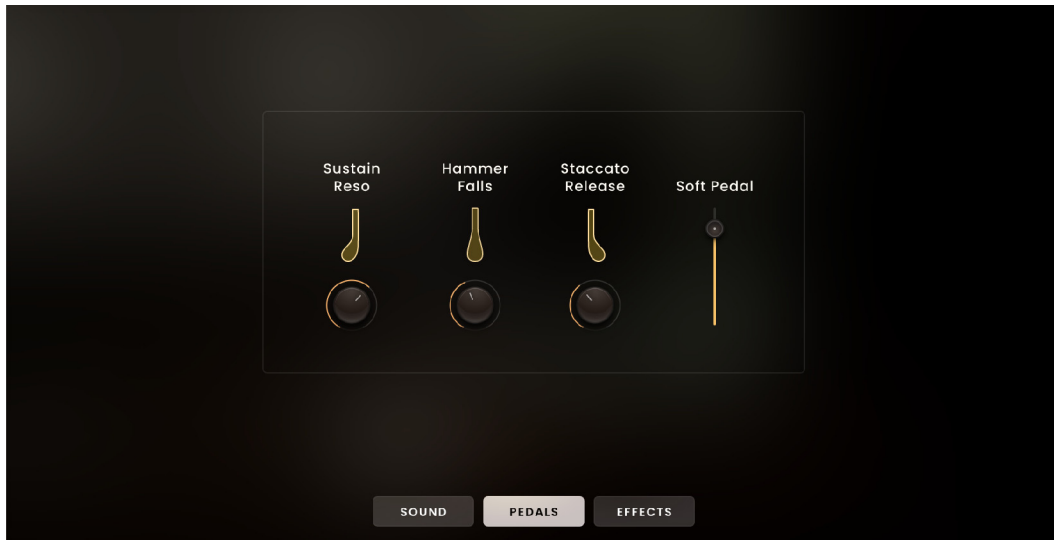 Sustain
Reso
Hammer
Falls
Staccato
Release
Soft Pedal
SOUND
PEDALS
EFFECTS